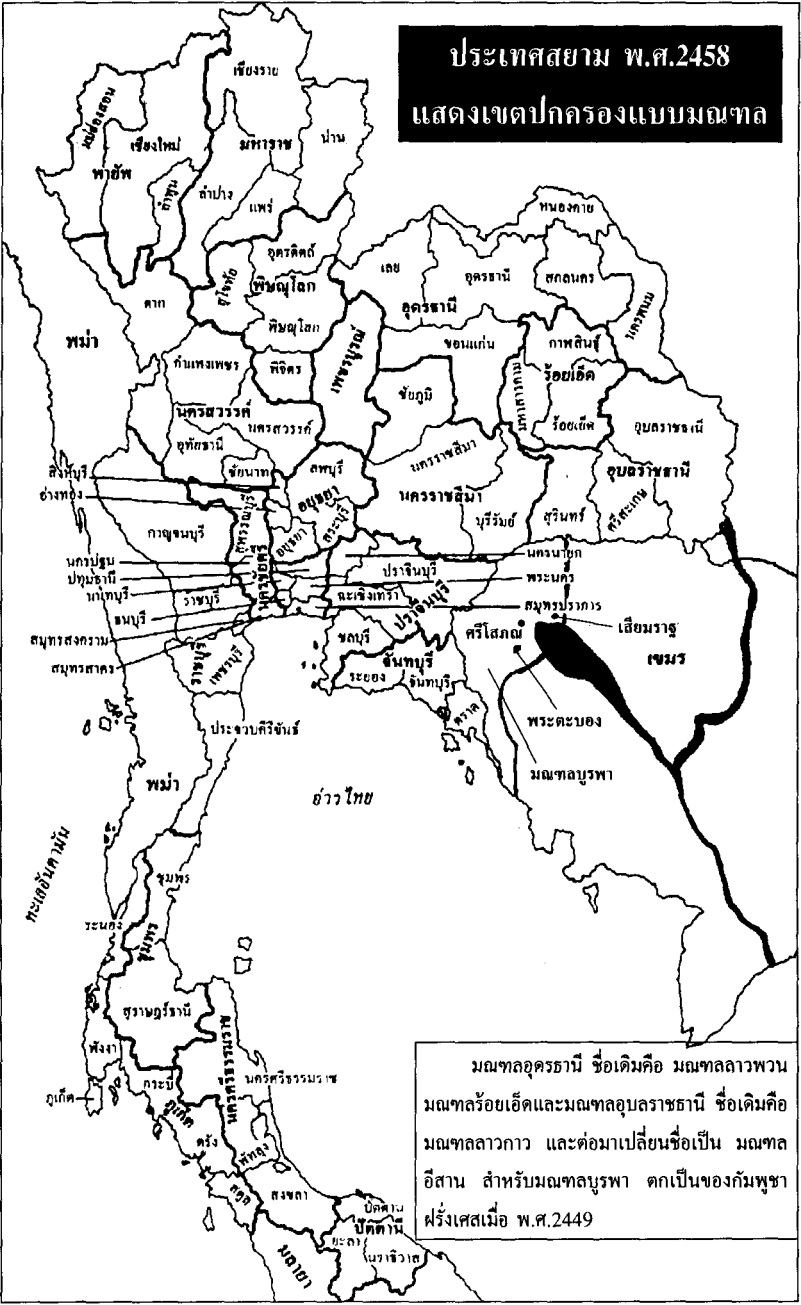 ประเทศสยาม พ.ศ.2458
แสดงเขตปกครองแบบมณฑล
เชียงราย
แม่ฮ่องสอน
เชียงใหม่
มหาราช
น่าน
พายัพ
ลำพูน
ลำปาง
แพร่
หนองคาย
อุตรดิตถ์
เลย
อุดรธานี
สกลนคร
ตาก
สุโขทัย
พิษณุโลก
อุดรธานี
นครพนม
พิษณุโลก
พม่า
ขอนแก่น
กาฬสินธุ์
กำแพงเพชร
พิจิตร
เพชรบูรณ์
ชัยภูมิ
มหาสารคาม
ร้อยเอ็ด
นครสวรรค์
นครสวรรค์
ร้อยเอ็ด
อุบลราชธานี
อุทัยธานี
ชัยนาท
ลพบุรี
นครราชสีมา
อุบลราชธานี
สิงห์บุรี
อ่างทอง
อยุธยา
นครราชสีมา
ศรีสะเกษ
สุพรรณบุรี
สระบุรี
บุรีรัมย์
สุรินทร์
กาญจนบุรี
อยุธยา
นครปฐม
นครชัยศรี
ปราจีนบุรี
นครนายก
ปทุมธานี
พระนคร
นนทบุรี
ราชบุรี
ฉะเชิงเทรา
ปราจีนบุรี
ธนบุรี
สมุทรปราการ
สมุทรสงคราม
ชลบุรี
ศรีโสภณ
เสียมราฐ
สมุทรสาคร
ราชบุรี
เพชรบุรี
จันทบุรี
เขมร
ระยอง
จันทบุรี
ตราด
พระตะบอง
ประจวบคีรีขันธ์
มณฑลบูรพา
พม่า
อ่าวไทย
ทะเลอันดามัน
ชุมพร
ระนอง
ชุมพร
สุราษฎร์ธานี
พังงา
นครศรีธรรมราช
กระบี่
นครศรีธรรมราช
ภูเก็ต
ภูเก็ต
ตรัง
พัทลุง
สตูล
สงขลา
ปัตตานี
ปัตตานี
ยะลา
นราธิวาส
มลายา
มณฑลอุดรธานี ชื่อเดิมคือ มณฑลลาวพวน
มณฑลร้อยเอ็ดและมณฑลอุบลราชธานี ชื่อเดิมคือ
มณฑลลาวกาว และต่อมาเปลี่ยนชื่อเป็น มณฑล
อีสาน สำหรับมณฑลบูรพา ตกเป็นของกัมพูชา
ฝรั่งเศสเมื่อ พ.ศ.2449